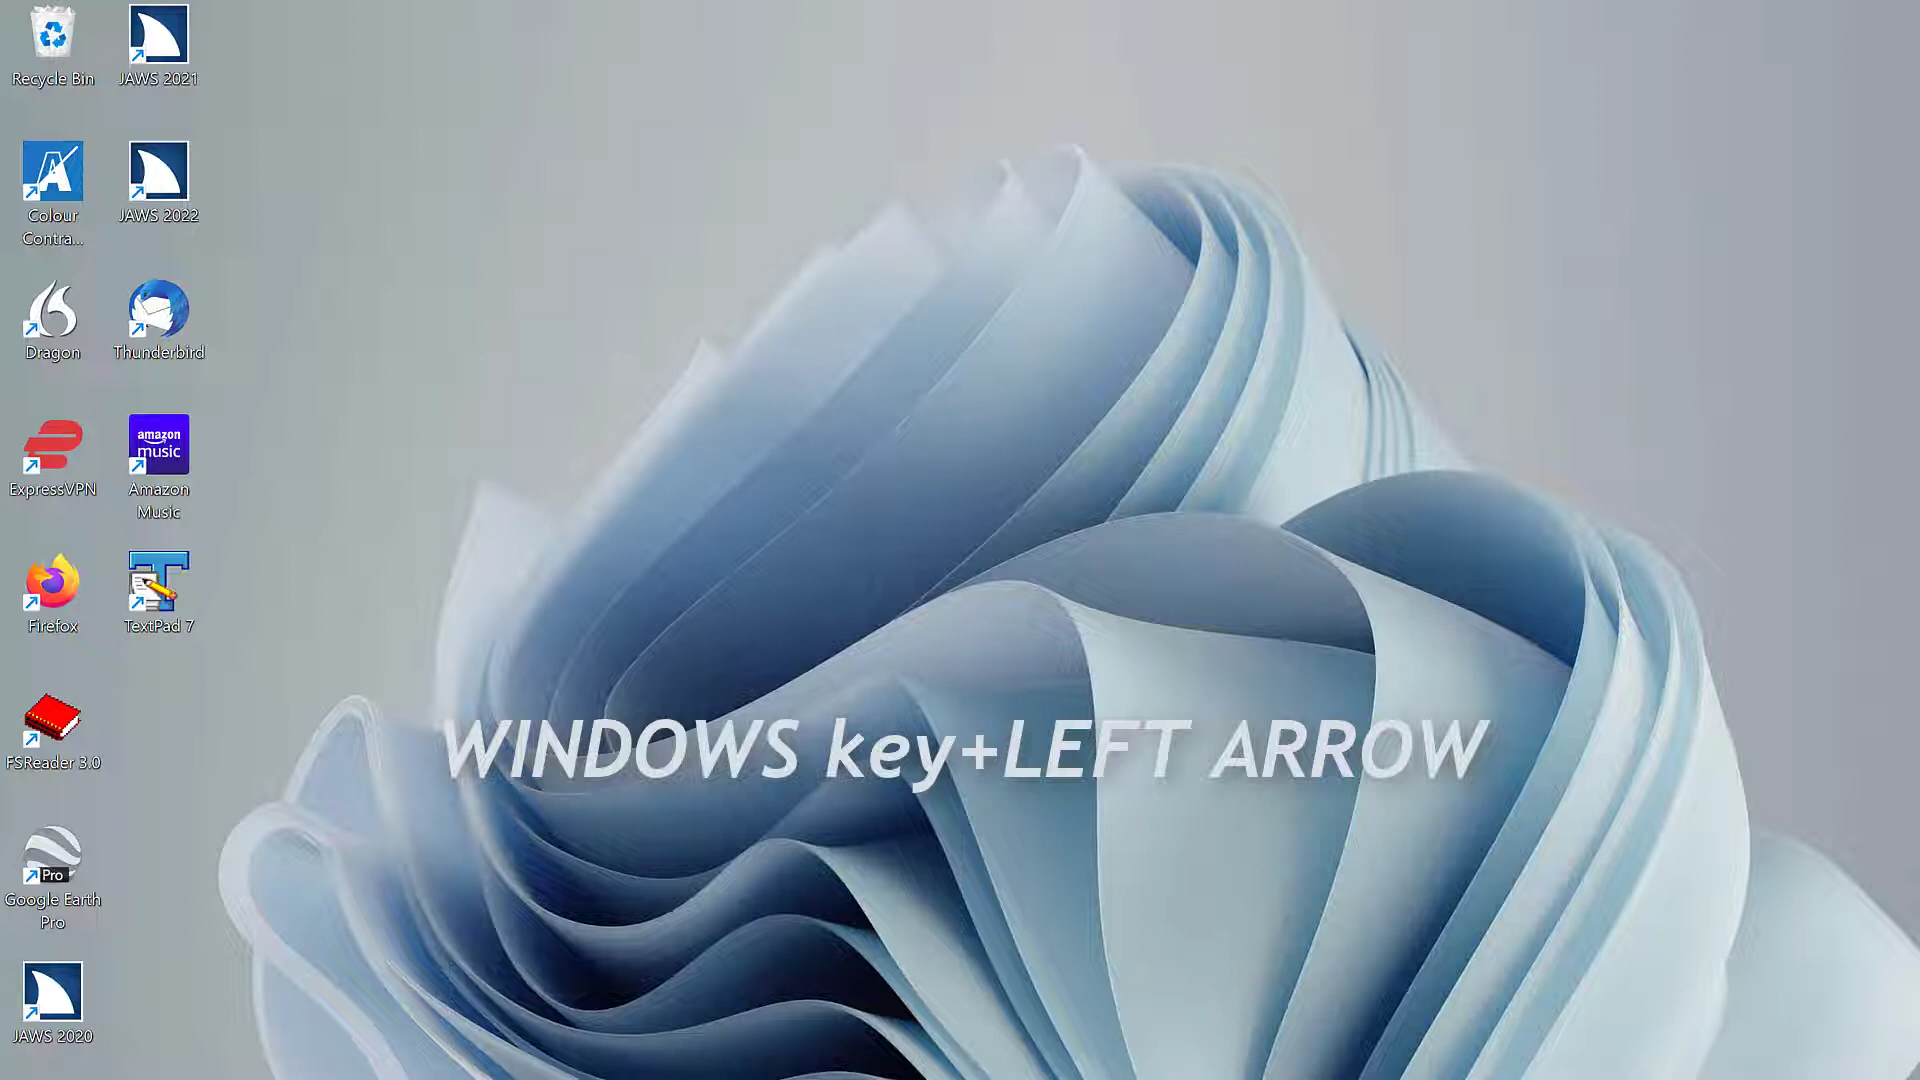 Recycle Bin
JAWS 2021
Colour
Contra...
JAWS 2022
Dragon
Thunderbird
ExpressVPN
amazon
music
Amazon
Music
Firefox
TextPad 7
FSReader 3.0
WINDOWS key+LEFT ARROW
Pro
Google Earth
Pro
JAWS 2020